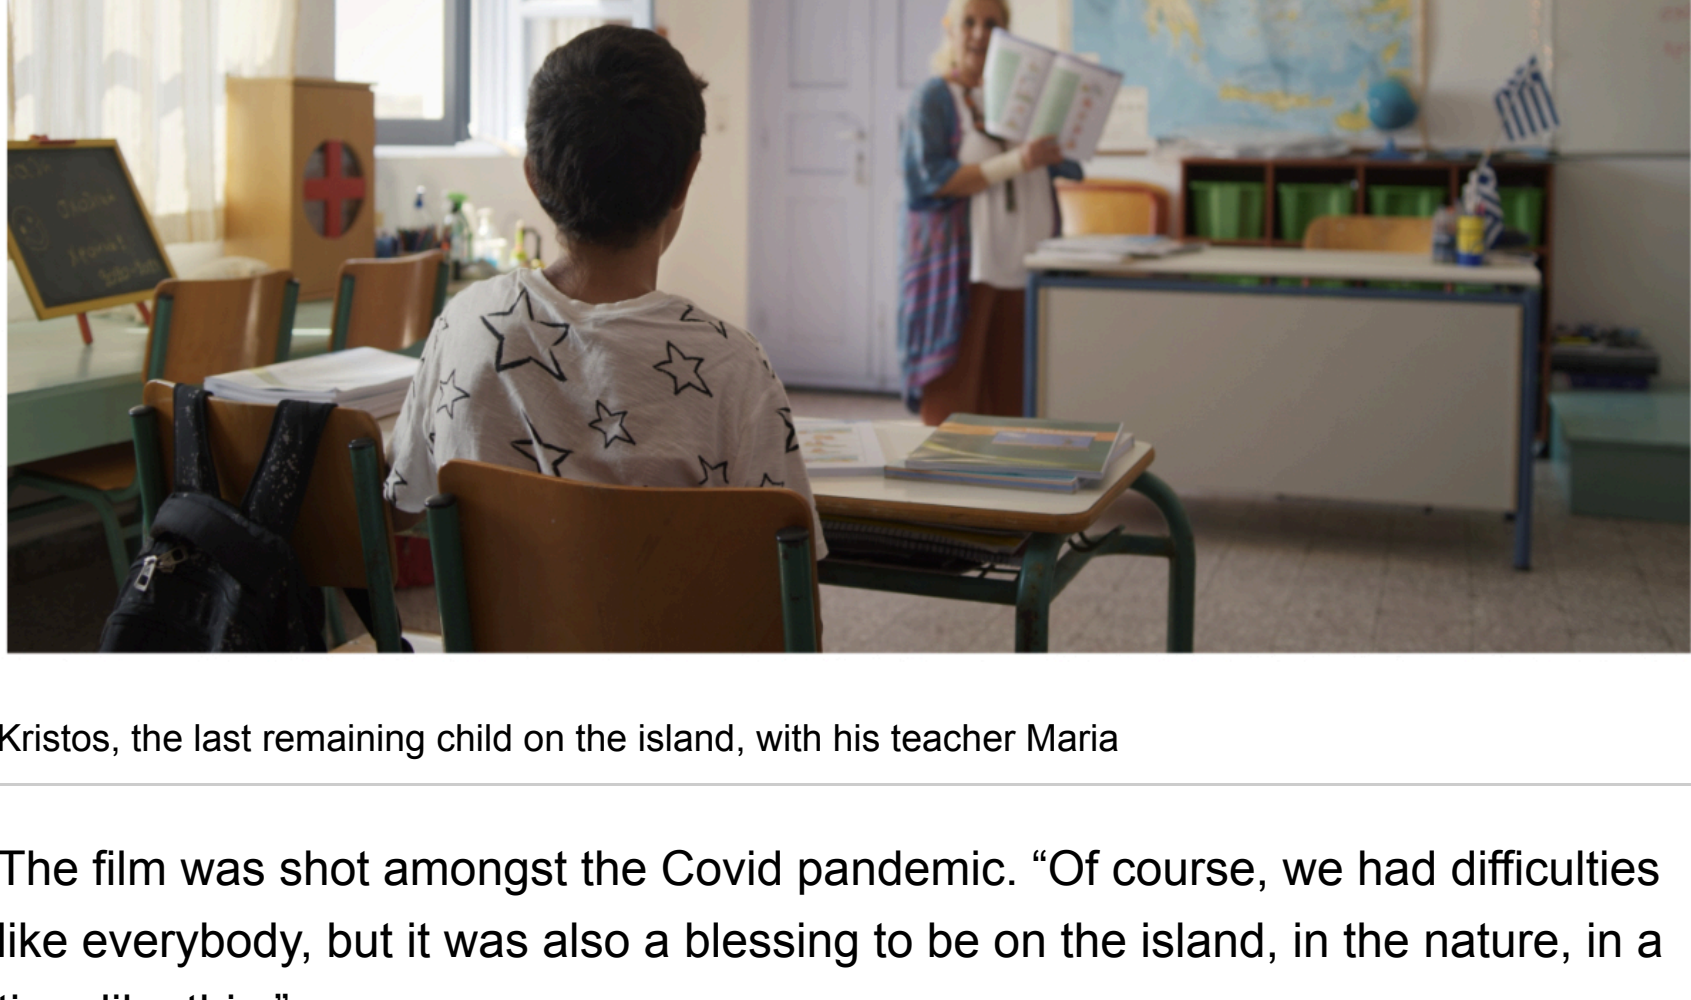 Kristos, the last remaining child on the island, with his teacher Maria
The film was shot amongst the Covid pandemic. “Of course, we had difficulties
like everybody, but it was also a blessing to be on the island, in the nature, in a